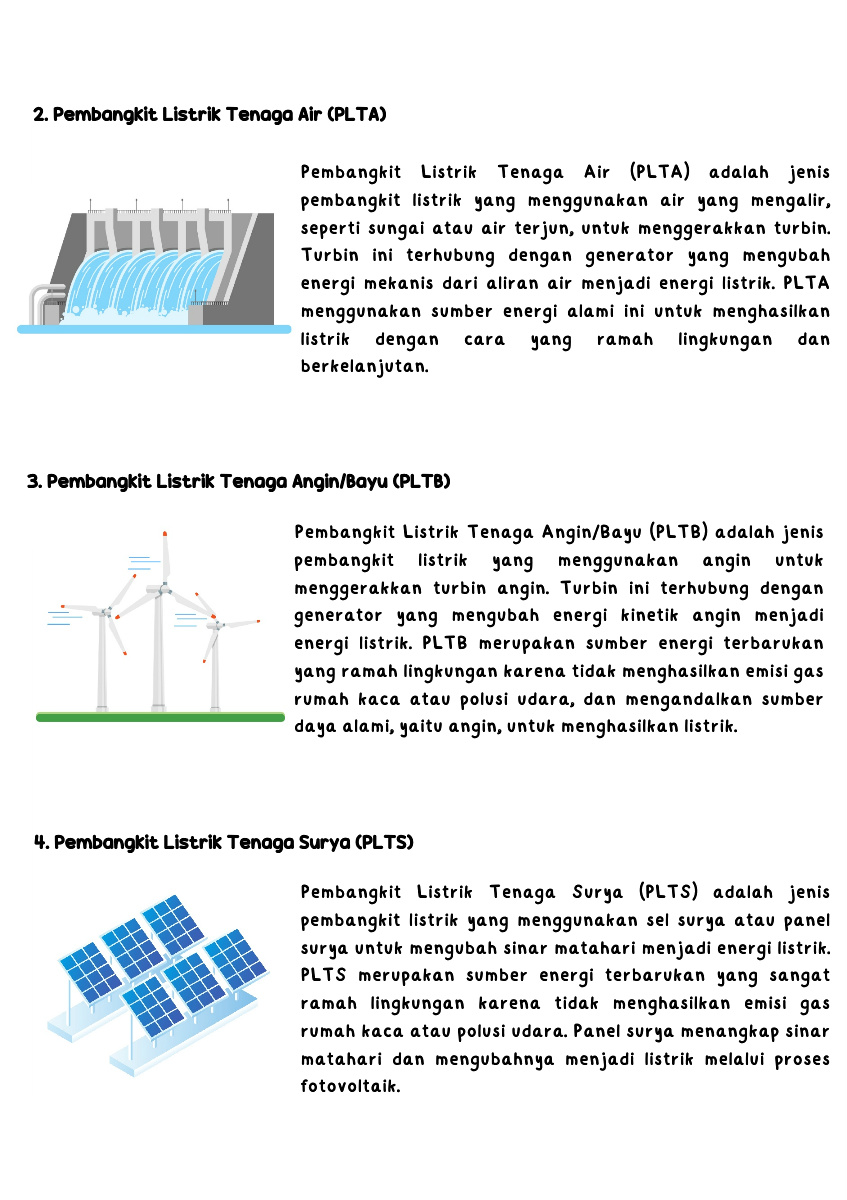 2. Pembangkit Listrik Tenaga Air (PLTA)
Pembangkit Listrik Tenaga Air (PLTA) adalah jenis
pembangkit listrik yang menggunakan air yang mengalir,
seperti sungai atau air terjun, untuk menggerakkan turbin.
Turbin ini terhubung dengan generator yang mengubah
energi mekanis dari aliran air menjadi energi listrik. PLTA
menggunakan sumber energi alami ini untuk menghasilkan
listrik dengan cara yang ramah lingkungan dan
berkelanjutan.
3. Pembangkit Listrik Tenaga Angin/Bayu (PLTB)
Pembangkit Listrik Tenaga Angin/Bayu (PLTB) adalah jenis
pembangkit listrik yang menggunakan angin untuk
menggerakkan turbin angin. Turbin ini terhubung dengan
generator yang mengubah energi kinetik angin menjadi
energi listrik. PLTB merupakan sumber energi terbarukan
yang ramah lingkungan karena tidak menghasilkan emisi gas
rumah kaca atau polusi udara, dan mengandalkan sumber
daya alami, yaitu angin, untuk menghasilkan listrik.
4. Pembangkit Listrik Tenaga Surya (PLTS)
Pembangkit Listrik Tenaga Surya (PLTS) adalah jenis
pembangkit listrik yang menggunakan sel surya atau panel
surya untuk mengubah sinar matahari menjadi energi listrik.
PLTS merupakan sumber energi terbarukan yang sangat
ramah lingkungan karena tidak menghasilkan emisi gas
rumah kaca atau polusi udara. Panel surya menangkap sinar
matahari dan mengubahnya menjadi listrik melalui proses
fotovoltaik.